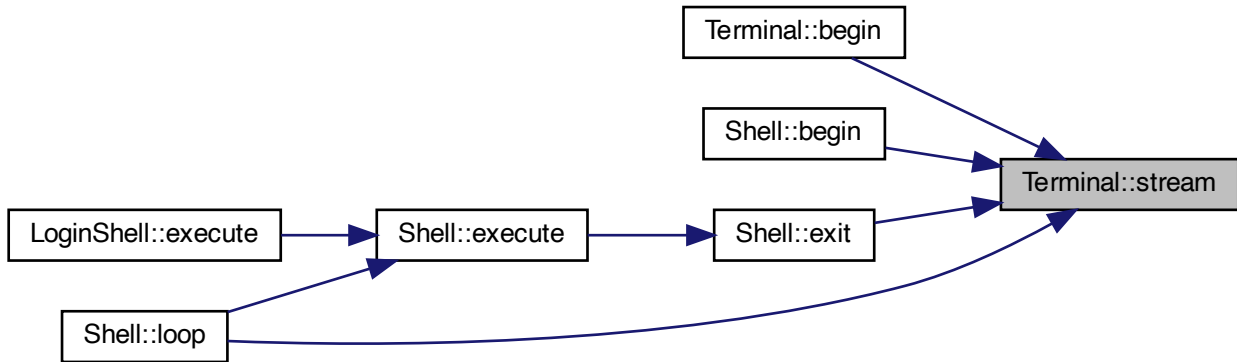 Terminal::begin
Shell::begin
Terminal::stream
LoginShell::execute
Shell::execute
Shell::exit
Shell::loop